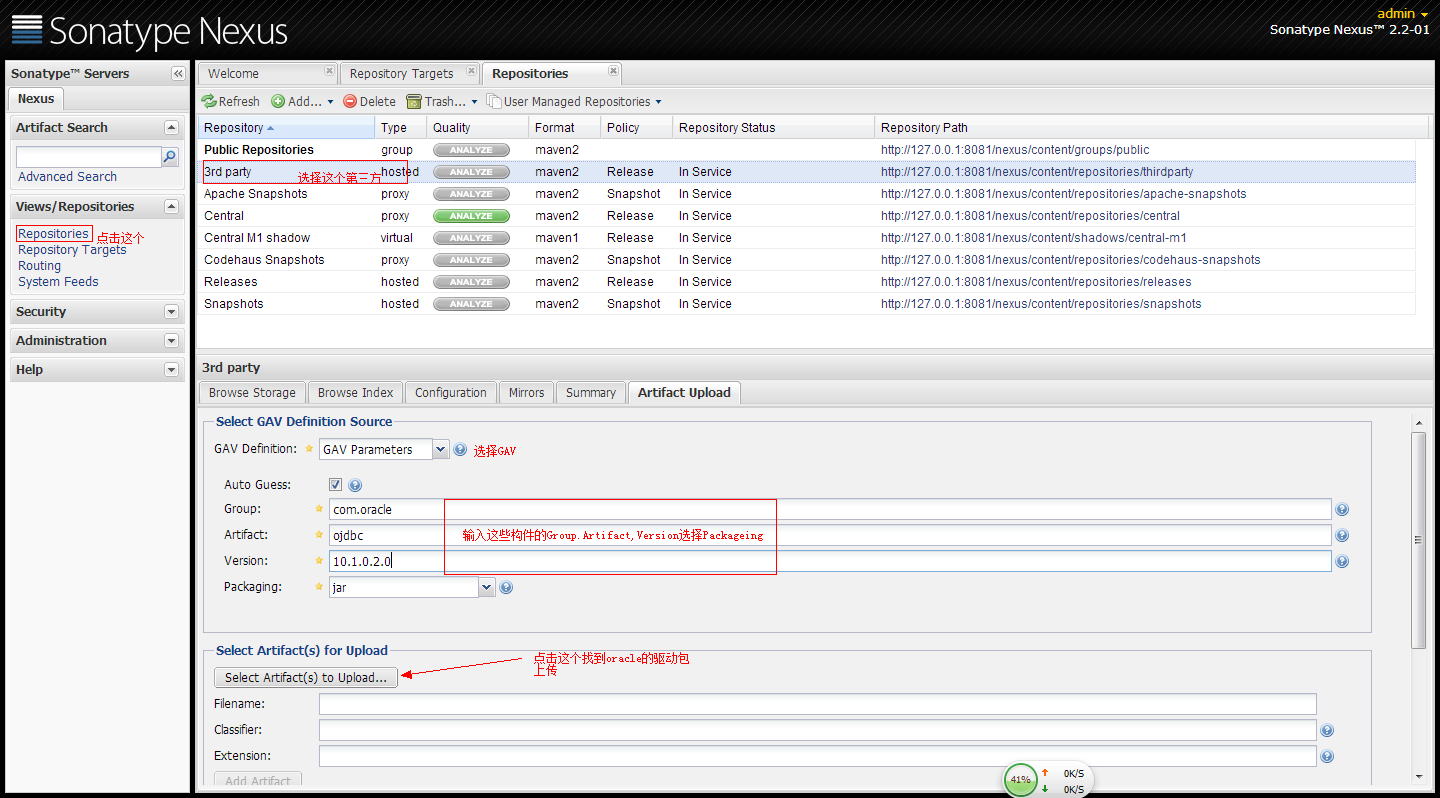 Sonatype Nexus
admin
Sonatype Nexus™ 2.2-01
Sonatype™ Servers
Nexus
Artifact Search
Advanced Search
Views/Repositories
Repositories 点击这个
Repository Targets
Routing
System Feeds
Security
Administration
Help
Welcome Repository Targets Repositories
Refresh Add... Delete Trash... User Managed Repositories
Repository Type Quality Format Policy Repository Status Repository Path
Public Repositories group ANALYZE maven2 http://127.0.0.1:8081/nexus/content/groups/public
3rd party 选择这个第三方 hosted ANALYZE maven2 Release In Service http://127.0.0.1:8081/nexus/content/repositories/thirdparty
Apache Snapshots proxy ANALYZE maven2 Snapshot In Service http://127.0.0.1:8081/nexus/content/repositories/apache-snapshots
Central proxy ANALYZE maven2 Release In Service http://127.0.0.1:8081/nexus/content/repositories/central
Central M1 shadow virtual ANALYZE maven1 Release In Service http://127.0.0.1:8081/nexus/content/shadows/central-m1
Codehaus Snapshots proxy ANALYZE maven2 Snapshot In Service http://127.0.0.1:8081/nexus/content/repositories/codehaus-snapshots
Releases hosted ANALYZE maven2 Release In Service http://127.0.0.1:8081/nexus/content/repositories/releases
Snapshots hosted ANALYZE maven2 Snapshot In Service http://127.0.0.1:8081/nexus/content/repositories/snapshots
3rd party
Browse Storage Browse Index Configuration Mirrors Summary Artifact Upload
Select GAV Definition Source
GAV Definition: GAV Parameters 选择GAV
Auto Guess:
Group: com.oracle
Artifact: ojdbc 输入这些构件的Group.Artifact,Version选择Packageing
Version: 10.1.0.2.0
Packaging: jar
Select Artifact(s) for Upload
点击这个找到oracle的驱动包
上传
Select Artifact(s) to Upload...
Filename:
Classifier:
Extension:
Add Artifact
41% 0K/S
0K/S